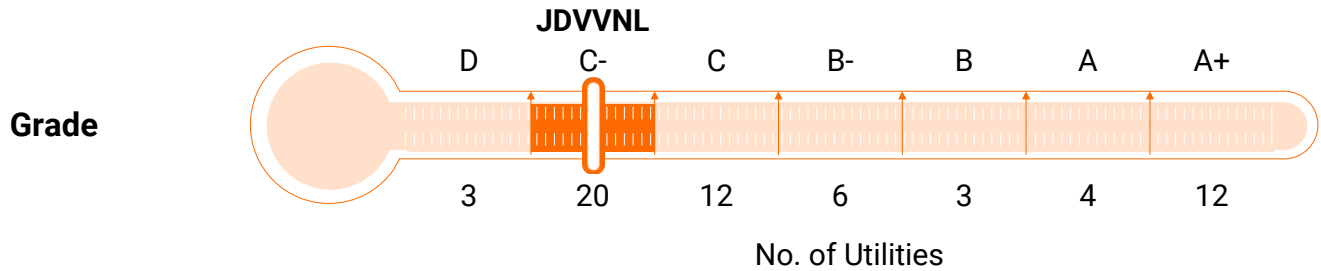 JDVVNL
D C- C B- B A A+
Grade
3 20 12 6 3 4 12
No. of Utilities